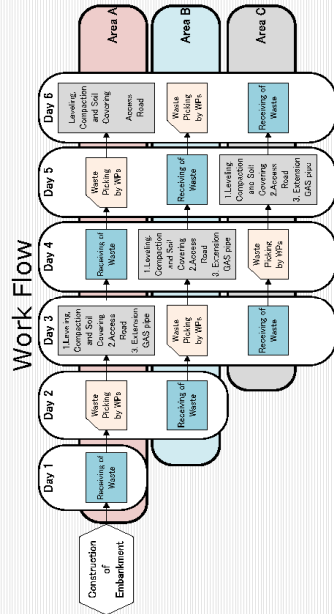 Work Flow
Day 1
Day 2
Day 3
Day 4
Day 5
Day 6
Construction
of
Embankment
Receiving of
Waste
Waste
Picking
by WPs
1.Leveling,
Compaction
and Soil
Covering
2.Access
Road
3. Extension
GAS pipe
Receiving
of
Waste
Waste
Picking
by WPs
Leveling,
Compaction
and Soil
Covering
Access
Road
Area A
Receiving of
Waste
Waste
Picking
by WPs
1.Leveling,
Compaction
and Soil
Covering
2.Access
Road
3. Extension
GAS pipe
Receiving of
Waste
Waste
Picking
by WPs
Area B
Receiving of
Waste
Waste
Picking
by WPs
1.Leveling,
Compaction
and Soil
Covering
2.Access
Road
3. Extension
GAS pipe
Receiving of
Waste
Area C